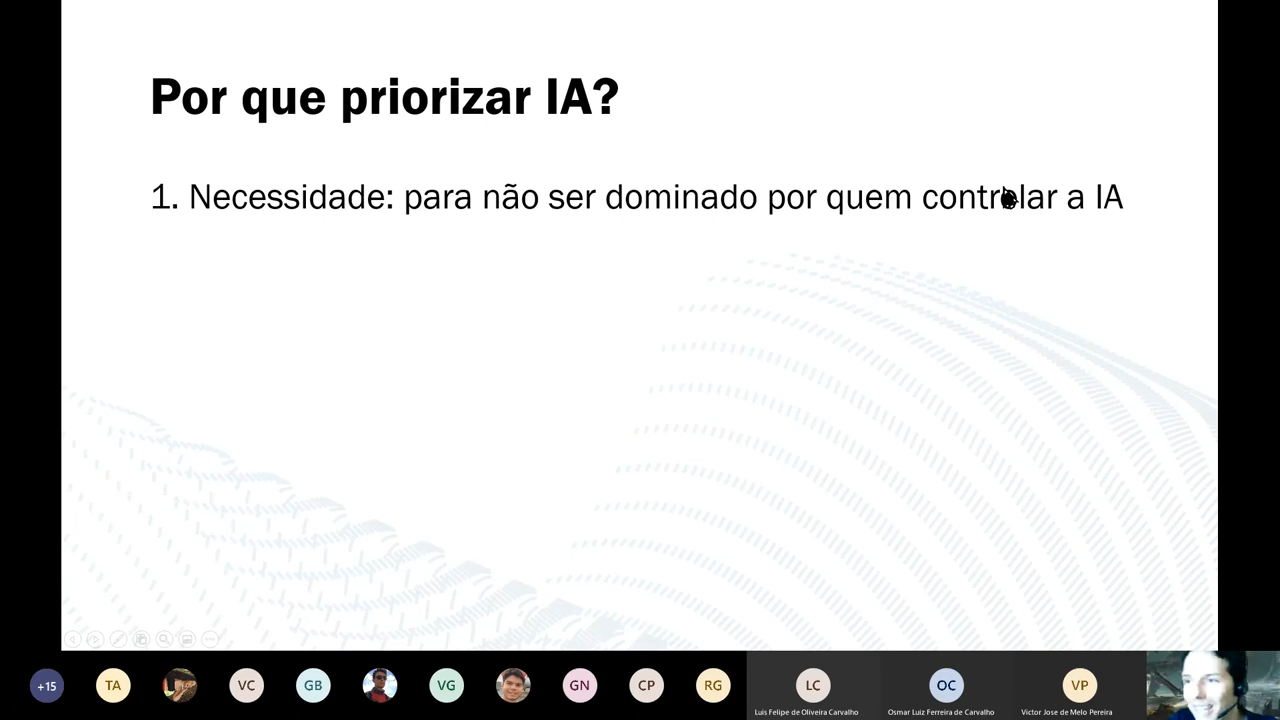 Por que priorizar IA?
1. Necessidade: para não ser dominado por quem controlar a IA
+15
TA
VC
GB
VG
GN
CP
RG
LC
OC
VP
Luis Felipe de Oliveira Carvalho
Osmar Luiz Ferreira de Carvalho
Victor Jose de Melo Pereira